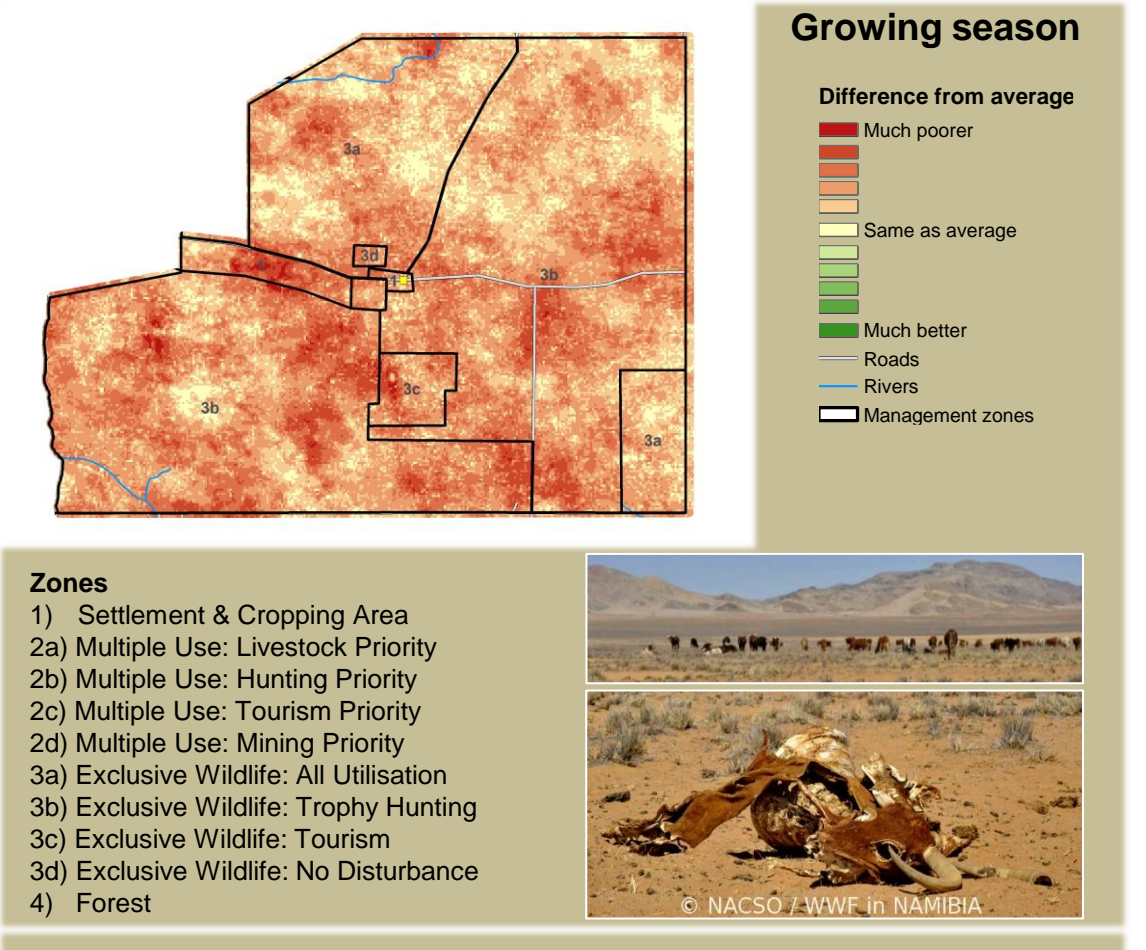 Growing season
Difference from average
Much poorer
Same as average
Much better
Roads
Rivers
Management zones
3a
3d
3b
3c
3b
3a
Zones
1) Settlement & Cropping Area
2a) Multiple Use: Livestock Priority
2b) Multiple Use: Hunting Priority
2c) Multiple Use: Tourism Priority
2d) Multiple Use: Mining Priority
3a) Exclusive Wildlife: All Utilisation
3b) Exclusive Wildlife: Trophy Hunting
3c) Exclusive Wildlife: Tourism
3d) Exclusive Wildlife: No Disturbance
4) Forest
© NACSO / WWF in NAMIBIA